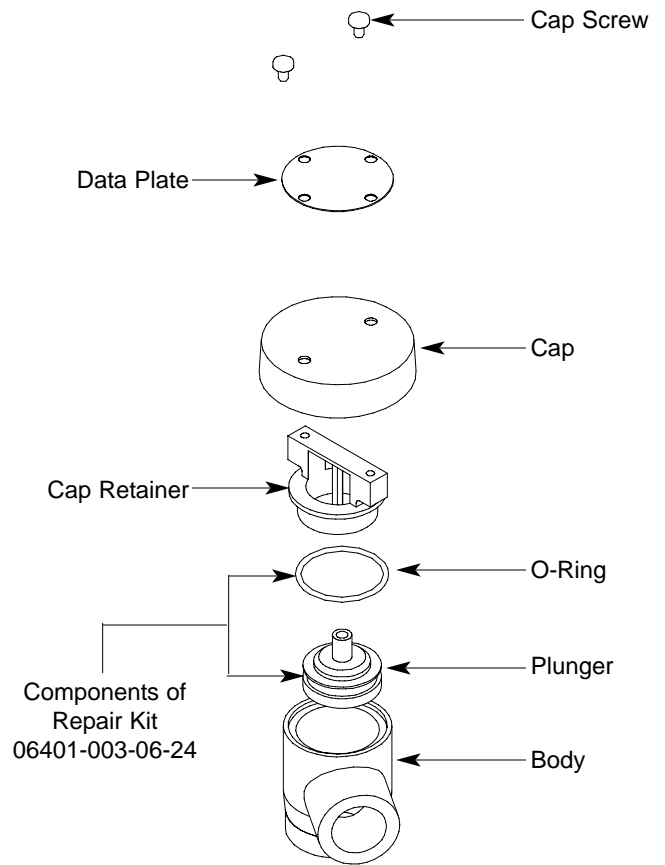 Cap Screw
Data Plate
Cap
Cap Retainer
O-Ring
Plunger
Components of
Repair Kit
06401-003-06-24
Body